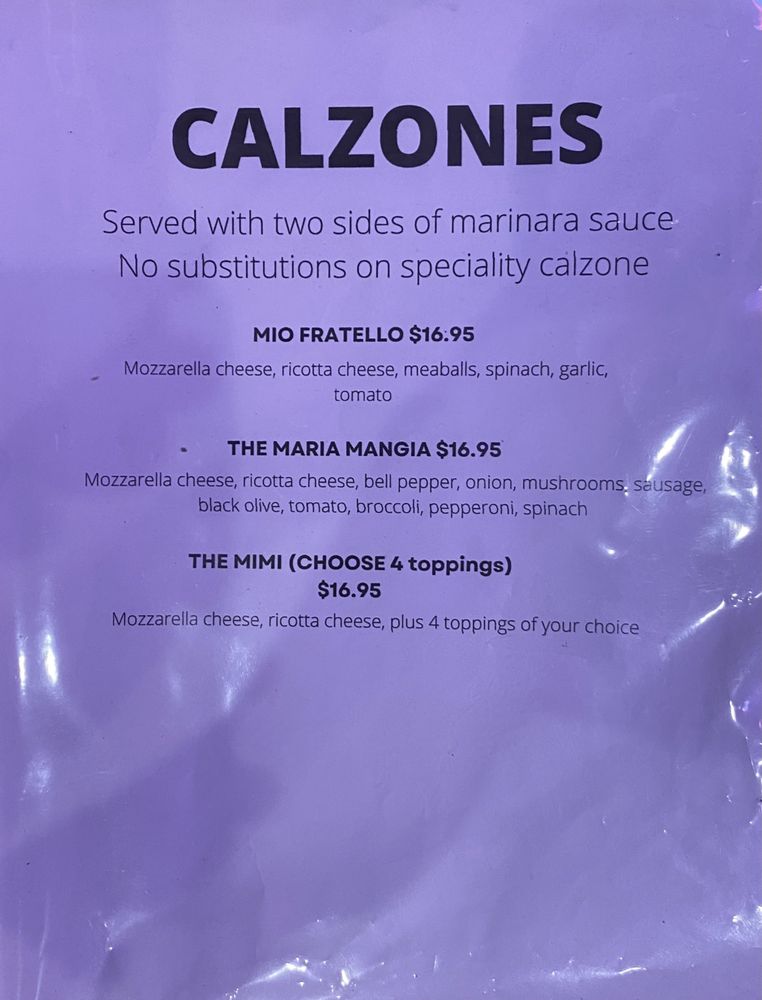 CALZONES
Served with two sides of marinara sauce
No substitutions on speciality calzone
MIO FRATELLO $16.95
Mozzarella cheese, ricotta cheese, meaballs, spinach, garlic,
tomato
THE MARIA MANGIA $16.95
Mozzarella cheese, ricotta cheese, bell pepper, onion, mushrooms, sausage,
black olive, tomato, broccoli, pepperoni, spinach
THE MIMI (CHOOSE 4 toppings)
$16.95
Mozzarella cheese, ricotta cheese, plus 4 toppings of your choice